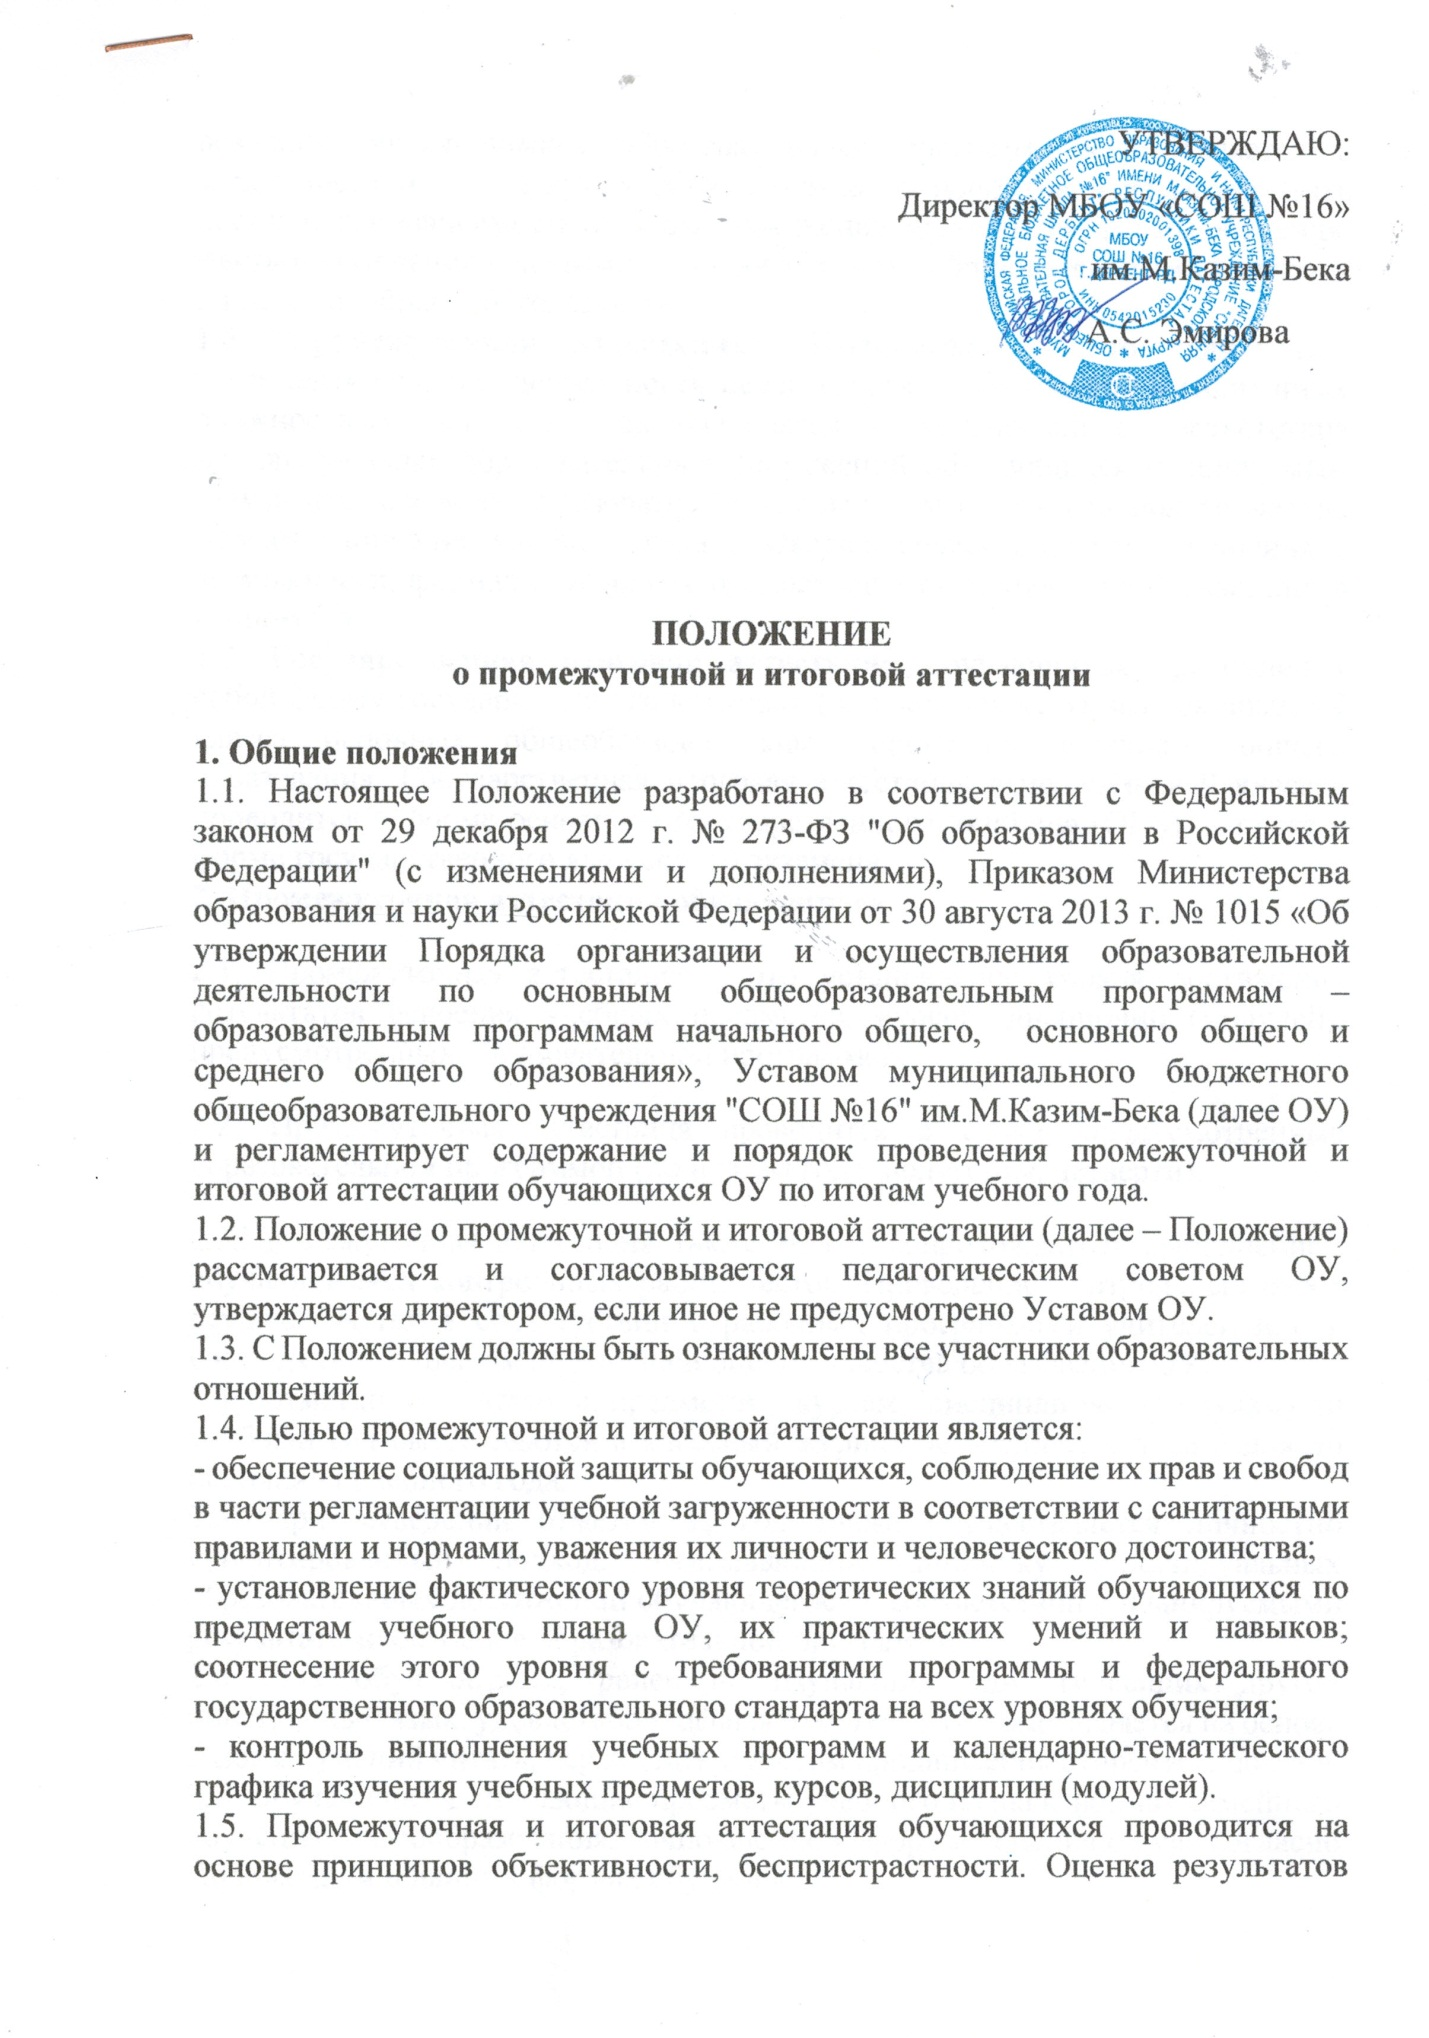 УТВЕРЖДАЮ:
Директор МБОУ «СОШ №16»
им.М.Казим-Бека
А.С. Эмирова
МБОУ
СОШ №16
ОГРН
ИНН 0542015230
ПОЛОЖЕНИЕ
о промежуточной и итоговой аттестации
1. Общие положения
1.1. Настоящее Положение разработано в соответствии с Федеральным
законом от 29 декабря 2012 г. № 273-ФЗ "Об образовании в Российской
Федерации" (с изменениями и дополнениями), Приказом Министерства
образования и науки Российской Федерации от 30 августа 2013 г. № 1015 «Об
утверждении Порядка организации и осуществления образовательной
деятельности по основным общеобразовательным программам –
образовательным программам начального общего, основного общего и
среднего общего образования», Уставом муниципального бюджетного
общеобразовательного учреждения "СОШ №16" им.М.Казим-Бека (далее ОУ)
и регламентирует содержание и порядок проведения промежуточной и
итоговой аттестации обучающихся ОУ по итогам учебного года.
1.2. Положение о промежуточной и итоговой аттестации (далее – Положение)
рассматривается и согласовывается педагогическим советом ОУ,
утверждается директором, если иное не предусмотрено Уставом ОУ.
1.3. С Положением должны быть ознакомлены все участники образовательных
отношений.
1.4. Целью промежуточной и итоговой аттестации является:
- обеспечение социальной защиты обучающихся, соблюдение их прав и свобод
в части регламентации учебной загруженности в соответствии с санитарными
правилами и нормами, уважения их личности и человеческого достоинства;
- установление фактического уровня теоретических знаний обучающихся по
предметам учебного плана ОУ, их практических умений и навыков;
соотнесение этого уровня с требованиями программы и федерального
государственного образовательного стандарта на всех уровнях обучения;
- контроль выполнения учебных программ и календарно-тематического
графика изучения учебных предметов, курсов, дисциплин (модулей).
1.5. Промежуточная и итоговая аттестация обучающихся проводится на
основе принципов объективности, беспристрастности. Оценка результатов